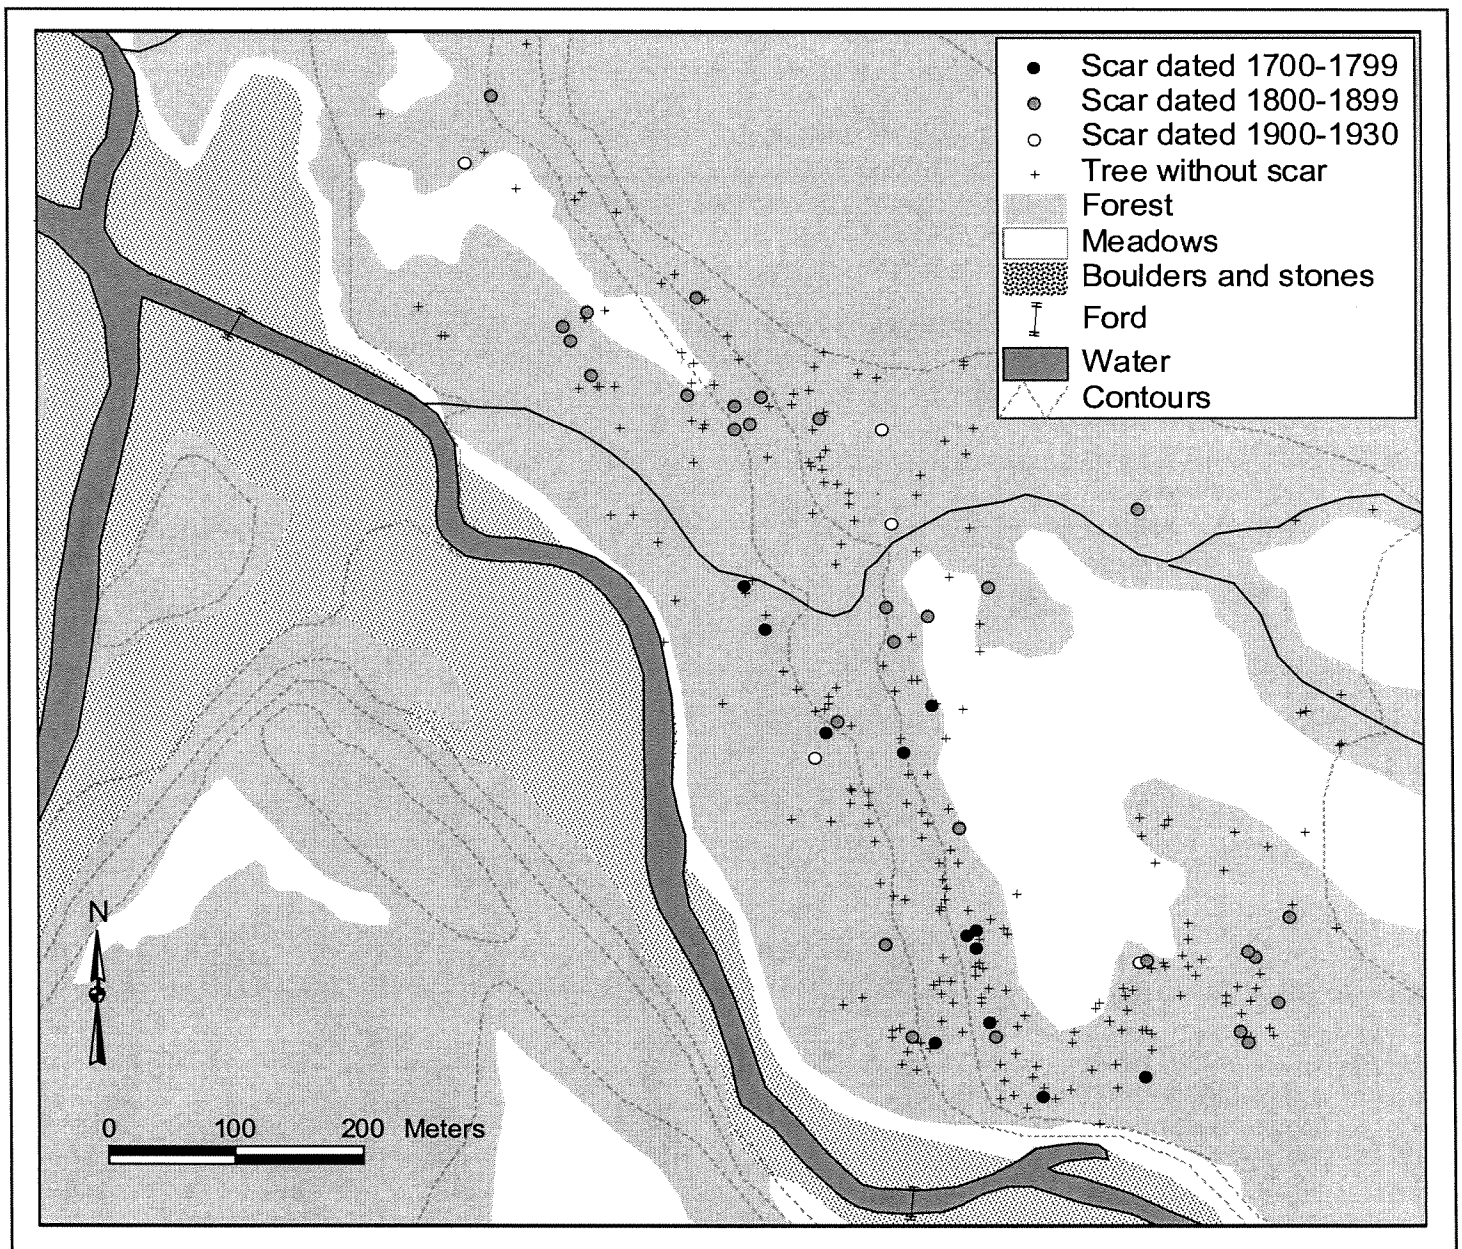 Scar dated 1700-1799
Scar dated 1800-1899
Scar dated 1900-1930
Tree without scar
Forest
Meadows
Boulders and stones
Ford
Water
Contours
N
0 100 200 Meters